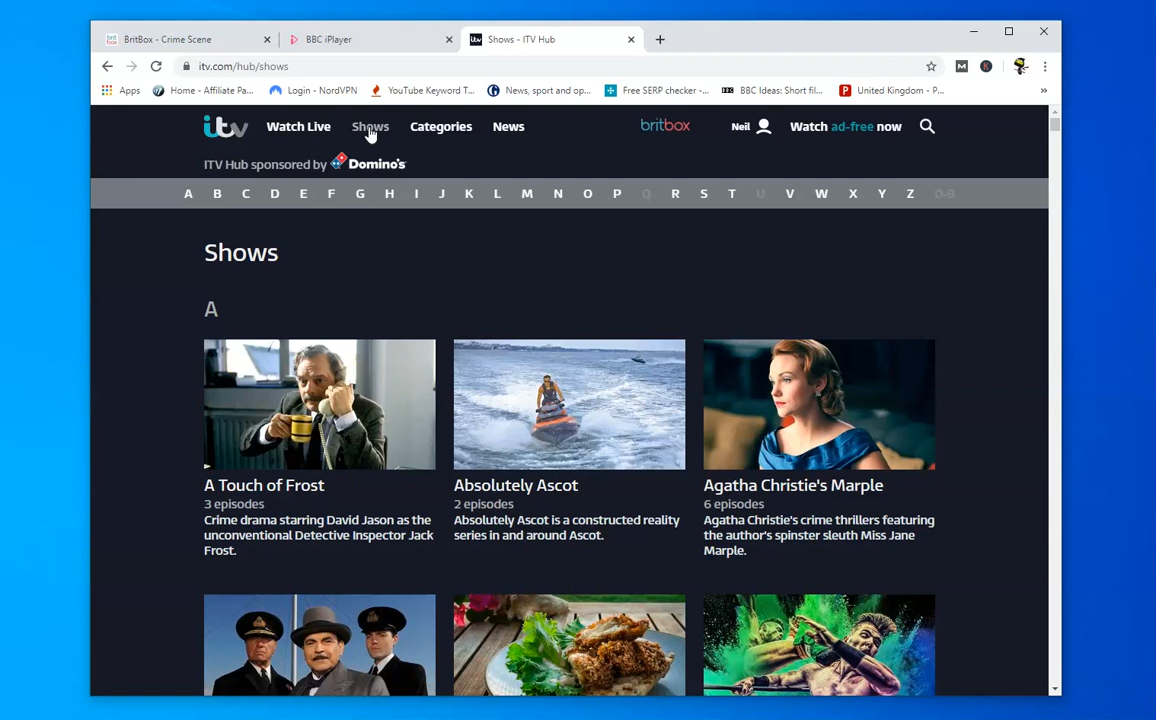 BritBox - Crime Scene
BBC iPlayer
Shows - ITV Hub
itv.com/hub/shows
Apps
Home - Affiliate Pa...
Login - NordVPN
YouTube Keyword T...
News, sport and op...
Free SERP checker -...
BBC Ideas: Short fil...
United Kingdom - P...
itv
Watch Live
Shows
Categories
News
britbox
Neil
Watch ad-free now
ITV Hub sponsored by Domino's
A B C D E F G H I J K L M N O P Q R S T U V W X Y Z 0-9
Shows
A
A Touch of Frost
3 episodes
Crime drama starring David Jason as the
unconventional Detective Inspector Jack
Frost.
Absolutely Ascot
2 episodes
Absolutely Ascot is a constructed reality
series in and around Ascot.
Agatha Christie's Marple
6 episodes
Agatha Christie's crime thrillers featuring
the author's spinster sleuth Miss Jane
Marple.